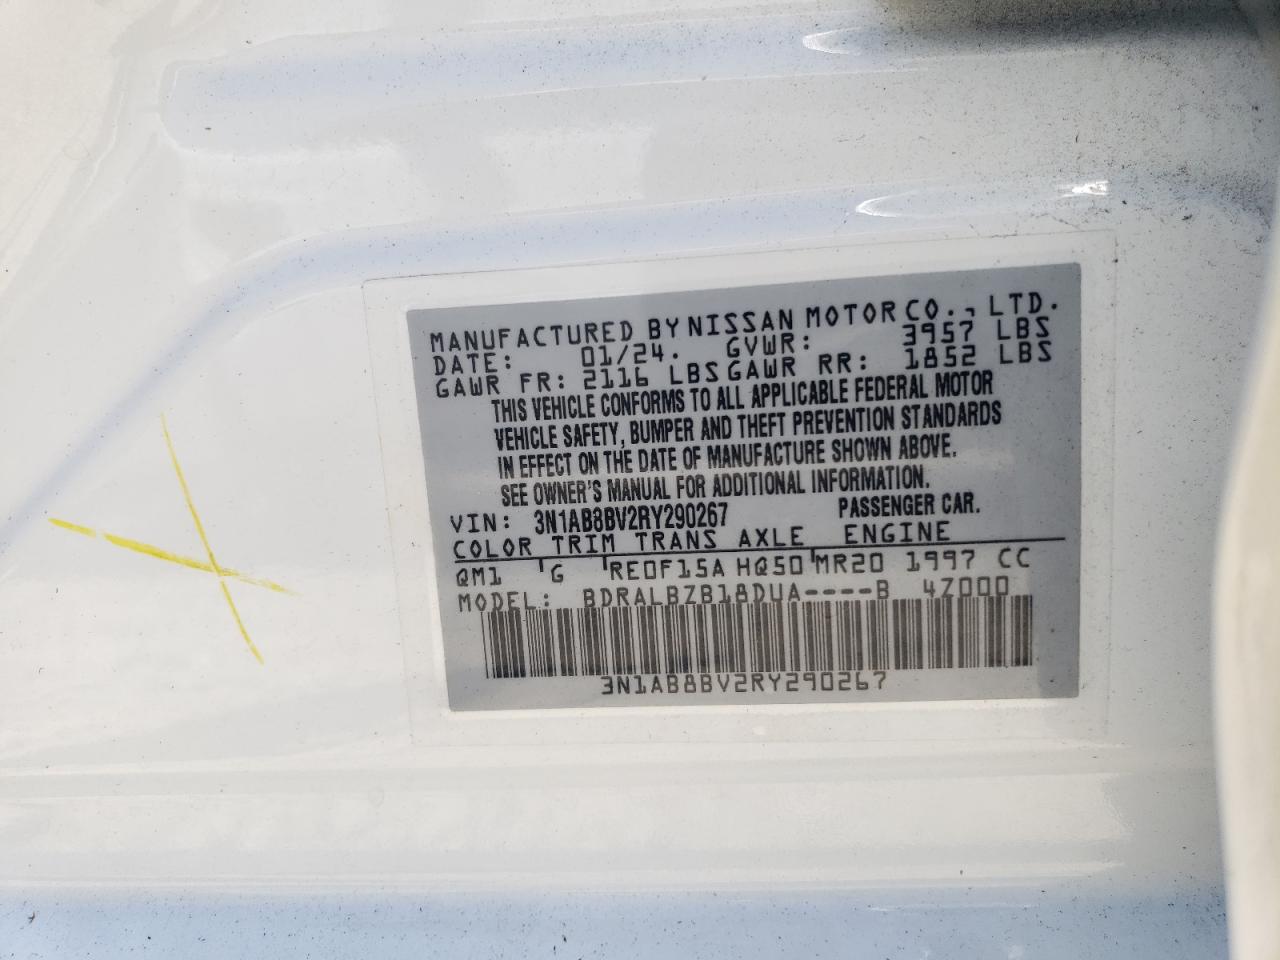 MANUFACTURED BY NISSAN MOTOR CO., LTD.
DATE: 01/24. GVWR: 3957 LBS
GAWR FR: 2116 LBS GAWR RR: 1852 LBS
THIS VEHICLE CONFORMS TO ALL APPLICABLE FEDERAL MOTOR
VEHICLE SAFETY, BUMPER AND THEFT PREVENTION STANDARDS
IN EFFECT ON THE DATE OF MANUFACTURE SHOWN ABOVE.
SEE OWNER'S MANUAL FOR ADDITIONAL INFORMATION.
VIN: 3N1AB8BV2RY290267 PASSENGER CAR.
COLOR TRIM TRANS AXLE ENGINE
QM1 G RE0F15A HQ50 MR20 1997 CC
MODEL: BDRALBZB18DUA----B 4Z000
3N1AB8BV2RY290267